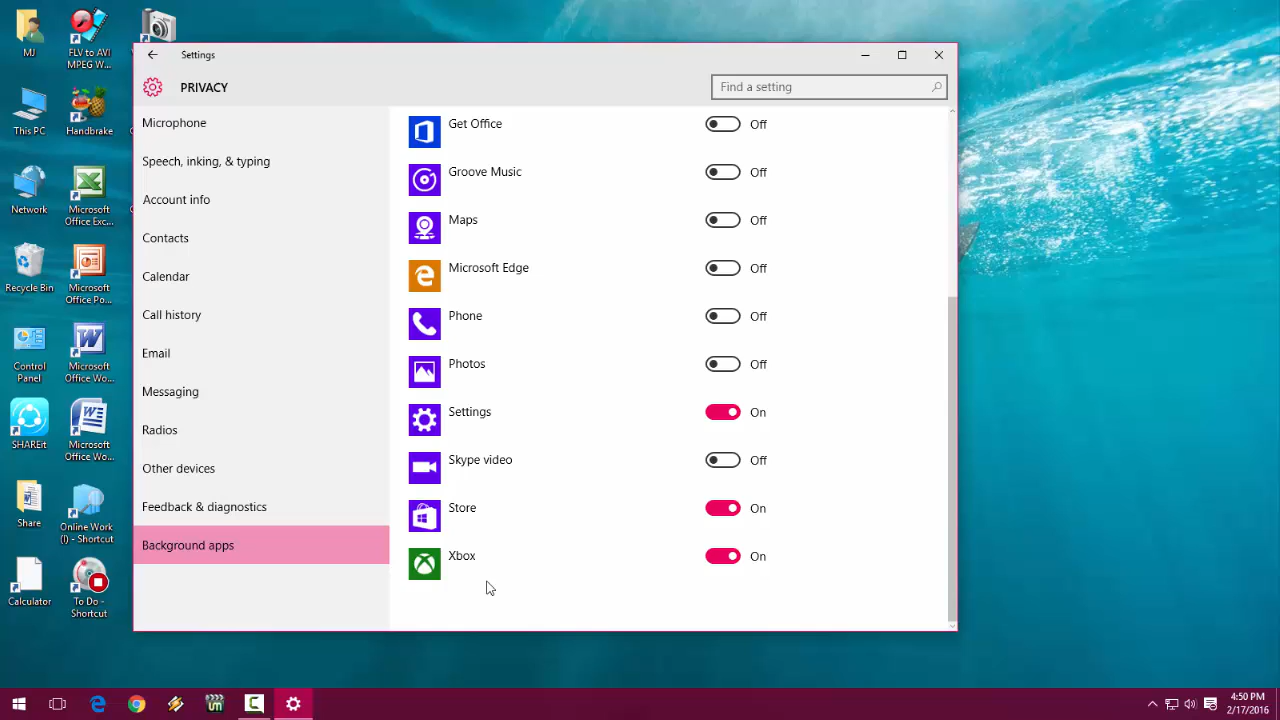 MJ
FLV to AVI
MPEG W...
This PC
Handbrake
Network
Microsoft
Office Exc...
Recycle Bin
Microsoft
Office Po...
Control
Panel
Microsoft
Office Wo...
SHAREit
Microsoft
Office Wo...
Share
Online Work
(I) - Shortcut
Calculator
To Do -
Shortcut
Settings
PRIVACY
Find a setting
Microphone
Speech, inking, & typing
Account info
Contacts
Calendar
Call history
Email
Messaging
Radios
Other devices
Feedback & diagnostics
Background apps
Get Office Off
Groove Music Off
Maps Off
Microsoft Edge Off
Phone Off
Photos Off
Settings On
Skype video Off
Store On
Xbox On
4:50 PM
2/17/2016